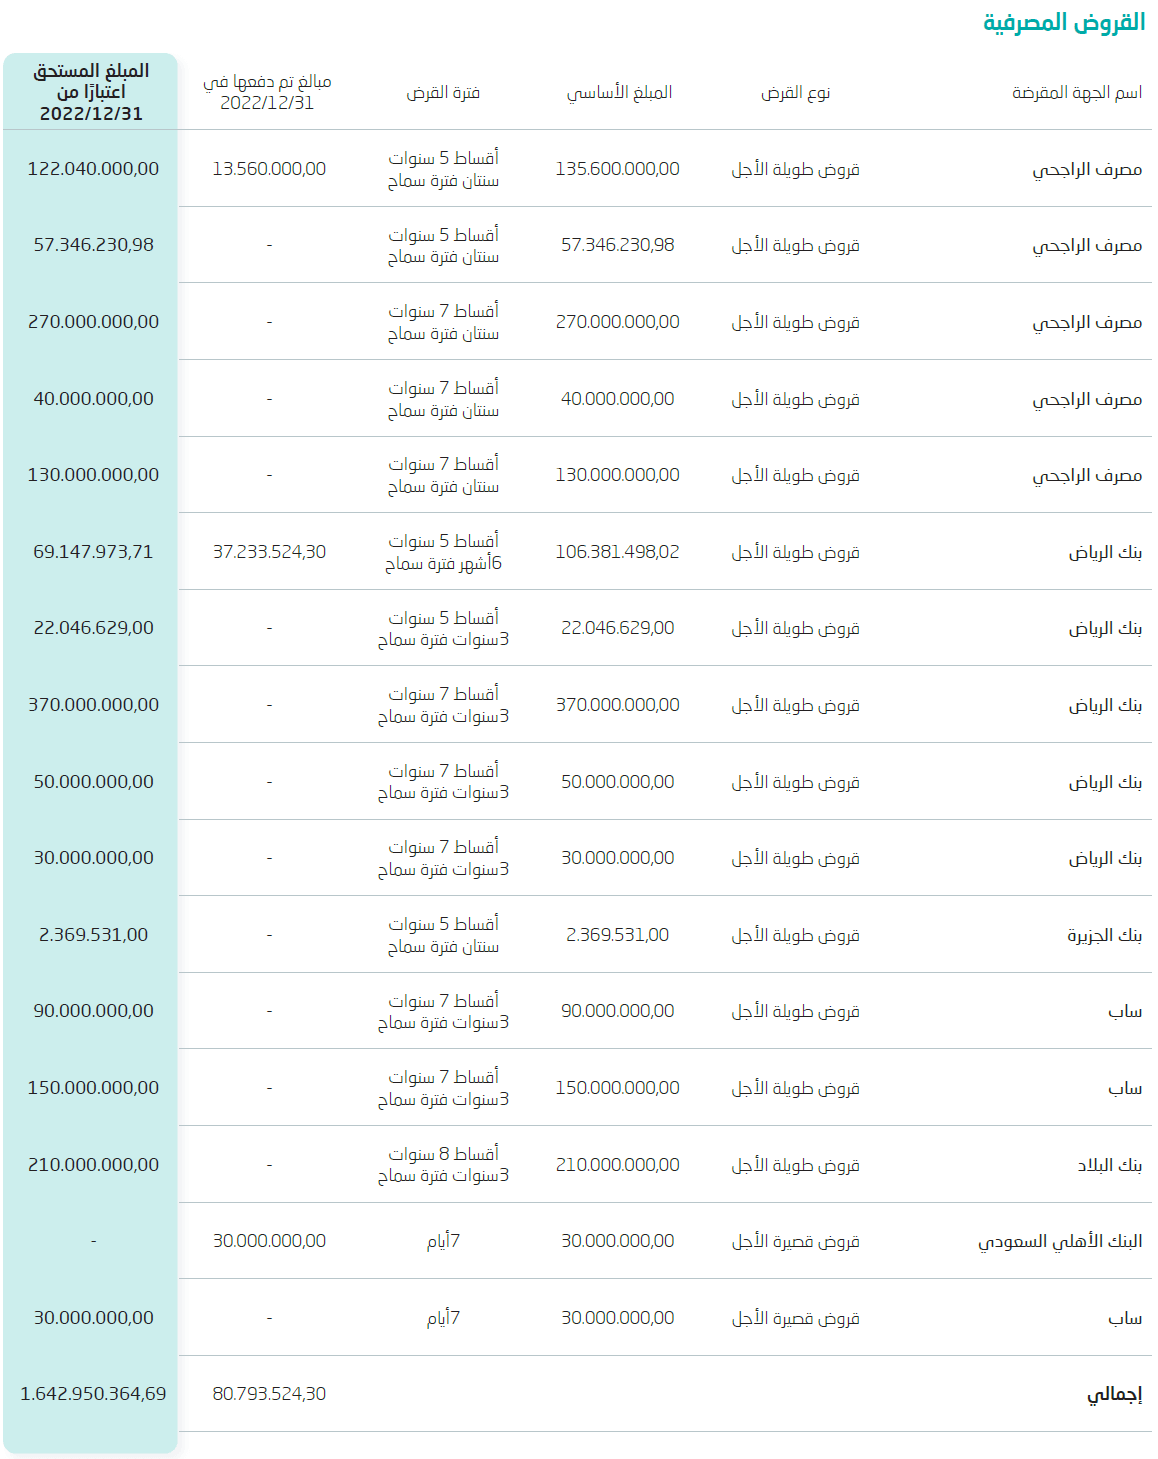 القروض المصرفية
اسم الجهة المقرضة نوع القرض المبلغ الأساسي فترة القرض مبالغ تم دفعها في 2022/12/31 المبلغ المستحق اعتبارًا من 2022/12/31
مصرف الراجحي قروض طويلة الأجل 135.600.000,00 أقساط 5 سنوات سنتان فترة سماح 13.560.000,00 122.040.000,00
مصرف الراجحي قروض طويلة الأجل 57.346.230,98 أقساط 5 سنوات سنتان فترة سماح - 57.346.230,98
مصرف الراجحي قروض طويلة الأجل 270.000.000,00 أقساط 7 سنوات سنتان فترة سماح - 270.000.000,00
مصرف الراجحي قروض طويلة الأجل 40.000.000,00 أقساط 7 سنوات سنتان فترة سماح - 40.000.000,00
مصرف الراجحي قروض طويلة الأجل 130.000.000,00 أقساط 7 سنوات سنتان فترة سماح - 130.000.000,00
بنك الرياض قروض طويلة الأجل 106.381.498,02 أقساط 5 سنوات 6أشهر فترة سماح 37.233.524,30 69.147.973,71
بنك الرياض قروض طويلة الأجل 22.046.629,00 أقساط 5 سنوات 3سنوات فترة سماح - 22.046.629,00
بنك الرياض قروض طويلة الأجل 370.000.000,00 أقساط 7 سنوات 3سنوات فترة سماح - 370.000.000,00
بنك الرياض قروض طويلة الأجل 50.000.000,00 أقساط 7 سنوات 3سنوات فترة سماح - 50.000.000,00
بنك الرياض قروض طويلة الأجل 30.000.000,00 أقساط 7 سنوات 3سنوات فترة سماح - 30.000.000,00
بنك الجزيرة قروض طويلة الأجل 2.369.531,00 أقساط 5 سنوات سنتان فترة سماح - 2.369.531,00
ساب قروض طويلة الأجل 90.000.000,00 أقساط 7 سنوات 3سنوات فترة سماح - 90.000.000,00
ساب قروض طويلة الأجل 150.000.000,00 أقساط 7 سنوات 3سنوات فترة سماح - 150.000.000,00
بنك البلاد قروض طويلة الأجل 210.000.000,00 أقساط 8 سنوات 3سنوات فترة سماح - 210.000.000,00
البنك الأهلي السعودي قروض قصيرة الأجل 30.000.000,00 7أيام 30.000.000,00 -
ساب قروض قصيرة الأجل 30.000.000,00 7أيام - 30.000.000,00
إجمالي 80.793.524,30 1.642.950.364,69